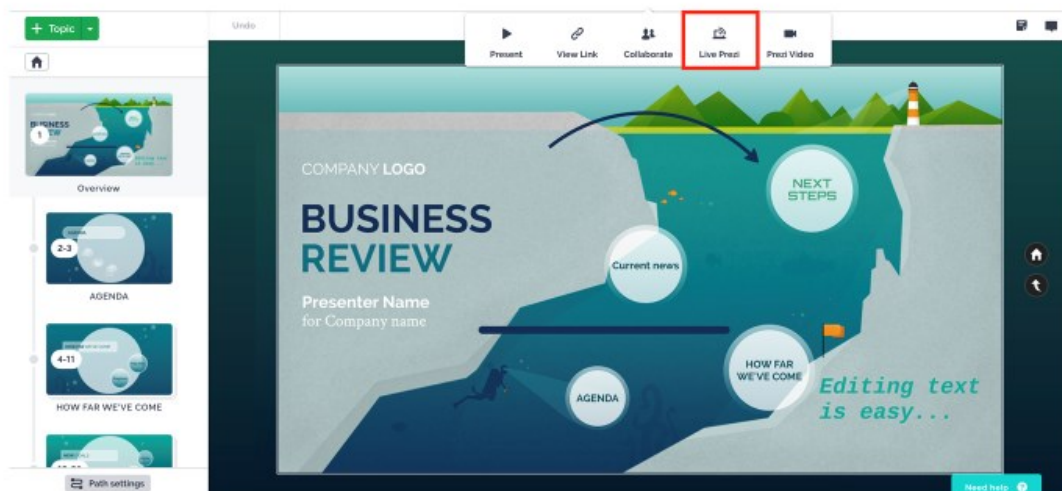 + Topic
Undo
Present
View Link
Collaborate
Live Prezi
Prezi Video
1
Overview
2-3
AGENDA
4-11
HOW FAR WE'VE COME
Path settings
COMPANY LOGO
BUSINESS
REVIEW
Presenter Name
for Company name
NEXT
STEPS
Current news
HOW FAR
WE'VE COME
AGENDA
Editing text
is easy...
Need help